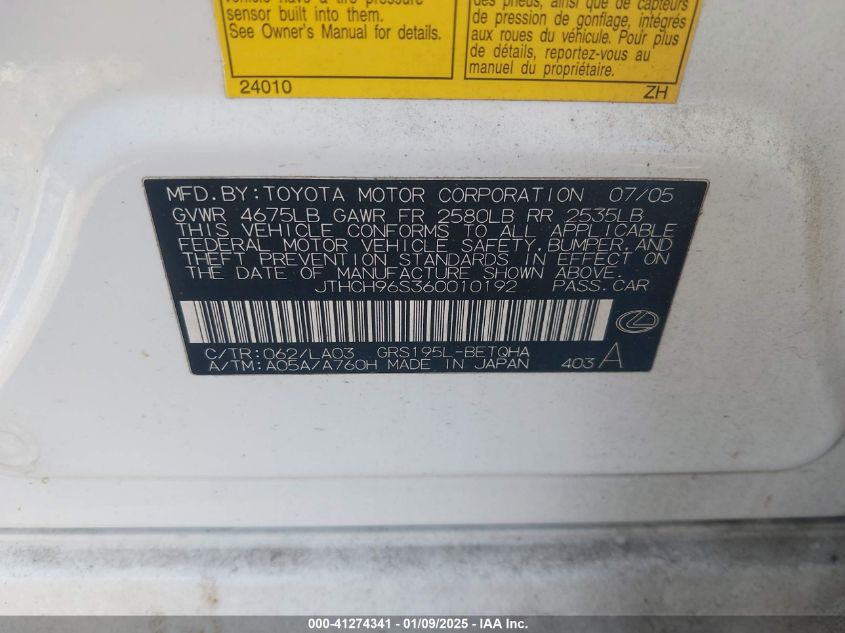 sensor built into them.
See Owner's Manual for details.
24010
des pneus, ainsi que de capteurs
de pression de gonflage, intégrés
aux roues du véhicule. Pour plus
de détails, reportez-vous au
manuel du propriétaire.
ZH
MFD.BY:TOYOTA MOTOR CORPORATION 07/05
GVWR 4675LB GAWR FR 2580LB RR 2535LB
THIS VEHICLE CONFORMS TO ALL APPLICABLE
FEDERAL MOTOR VEHICLE SAFETY,BUMPER,AND
THEFT PREVENTION STANDARDS IN EFFECT ON
THE DATE OF MANUFACTURE SHOWN ABOVE.
JTHCH96S360010192 PASS.CAR
C/TR:062/LA03 GRS195L-BETQHA
A/TM:A05A/A760H MADE IN JAPAN 403 A
000-41274341 - 01/09/2025 - IAA Inc.